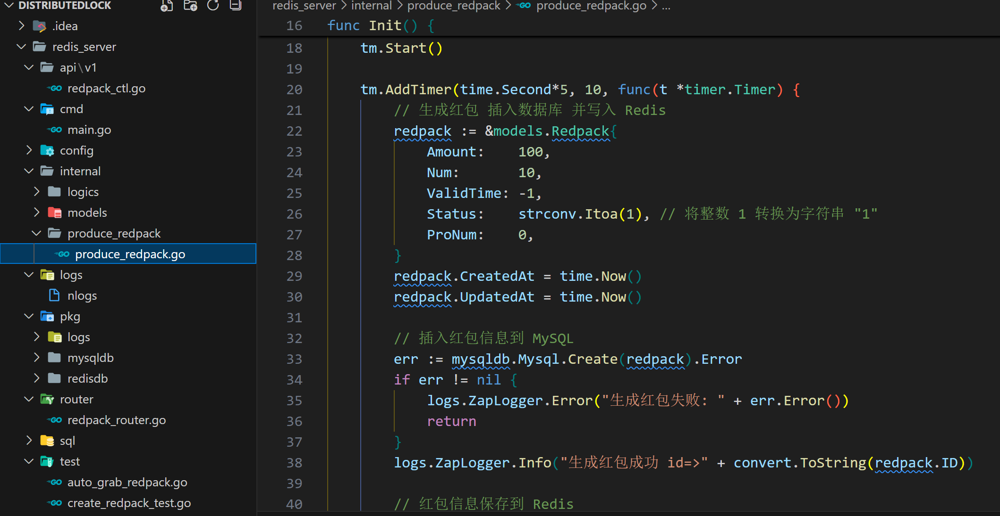 DISTRIBUTEDLOCK
.idea
redis_server
api\v1
redpack_ctl.go
cmd
main.go
config
internal
logics
models
produce_redpack
produce_redpack.go
logs
nlogs
pkg
logs
mysqldb
redisdb
router
redpack_router.go
sql
test
auto_grab_redpack.go
create_redpack_test.go
redis_server > internal > produce_redpack > GO produce_redpack.go > ...
16 func Init() {
18 tm.Start()
19
20 tm.AddTimer(time.Second*5, 10, func(t *timer.Timer) {
21 // 生成红包 插入数据库 并写入 Redis
22 redpack := &models.Redpack{
23 Amount: 100,
24 Num: 10,
25 ValidTime: -1,
26 Status: strconv.Itoa(1), // 将整数 1 转换为字符串 "1"
27 ProNum: 0,
28 }
29 redpack.CreatedAt = time.Now()
30 redpack.UpdatedAt = time.Now()
31
32 // 插入红包信息到 MySQL
33 err := mysqldb.Mysql.Create(redpack).Error
34 if err != nil {
35 logs.ZapLogger.Error("生成红包失败: " + err.Error())
36 return
37 }
38 logs.ZapLogger.Info("生成红包成功 id=>" + convert.ToString(redpack.ID))
39
40 // 红包信息保存到 Redis